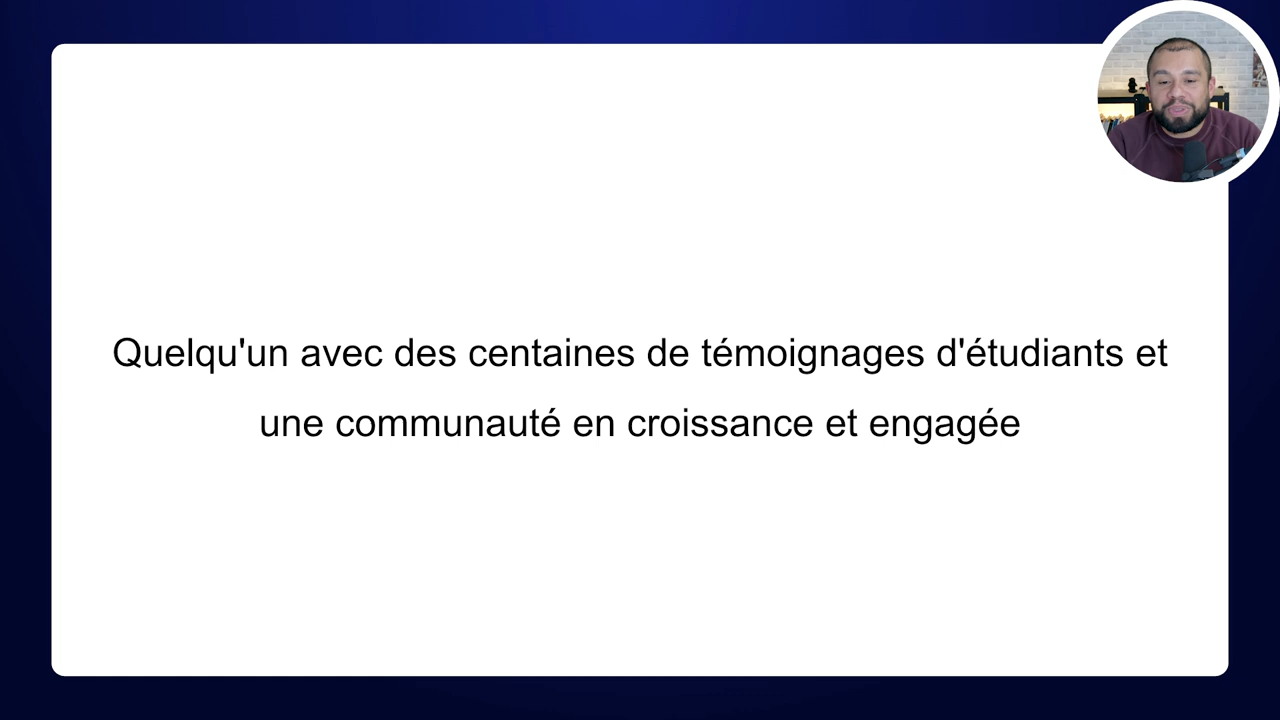 Quelqu'un avec des centaines de témoignages d'étudiants et
une communauté en croissance et engagée